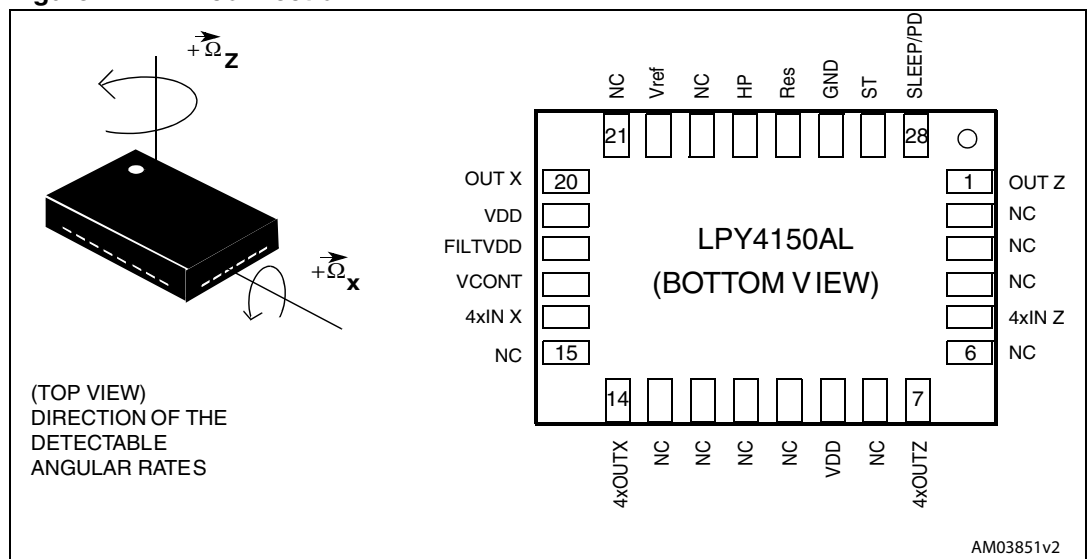 +Ω Z
+Ω x
(TOP VIEW)
DIRECTION OF THE
DETECTABLE
ANGULAR RATES
NC Vref NC HP Res GND ST SLEEP/PD
21 28
OUT X 20 1 OUT Z
VDD NC
FILTVDD LPY4150AL NC
VCONT (BOTTOM VIEW) NC
4xIN X 4xIN Z
NC 15 6 NC
14 7
4xOUTX NC NC NC NC VDD NC 4xOUTZ
AM03851v2